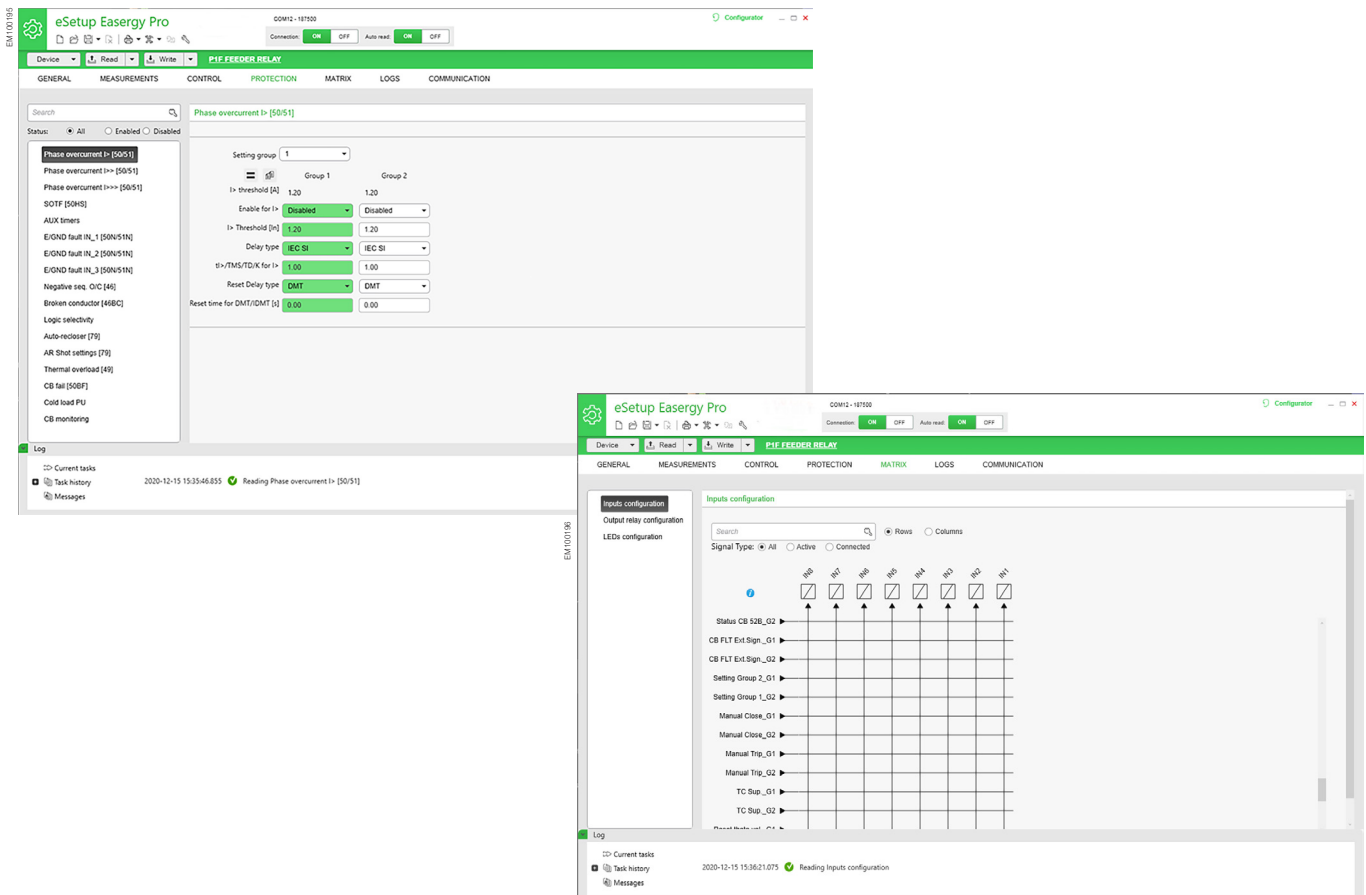 EM100195
eSetup Easergy Pro
COM12 - 187500
Configurator
Connection: ON OFF Auto read: ON OFF
Device Read Write P1F FEEDER RELAY
GENERAL MEASUREMENTS CONTROL PROTECTION MATRIX LOGS COMMUNICATION
Search
Status: All Enabled Disabled
Phase overcurrent I> [50/51]
Phase overcurrent I>> [50/51]
Phase overcurrent I>>> [50/51]
SOTF [50HS]
AUX timers
E/GND fault IN_1 [50N/51N]
E/GND fault IN_2 [50N/51N]
E/GND fault IN_3 [50N/51N]
Negative seq. O/C [46]
Broken conductor [46BC]
Logic selectivity
Auto-recloser [79]
AR Shot settings [79]
Thermal overload [49]
CB fail [50BF]
Cold load PU
CB monitoring
Phase overcurrent I> [50/51]
Setting group 1
Group 1 Group 2
I> threshold [A] 1.20 1.20
Enable for I> Disabled Disabled
I> Threshold [In] 1.20 1.20
Delay type IEC SI IEC SI
tI>/TMS/TD/K for I> 1.00 1.00
Reset Delay type DMT DMT
Reset time for DMT/IDMT [s] 0.00 0.00
Log
Current tasks
Task history 2020-12-15 15:35:46.855 Reading Phase overcurrent I> [50/51]
Messages
EM100196
eSetup Easergy Pro
COM12 - 187500
Configurator
Connection: ON OFF Auto read: ON OFF
Device Read Write P1F FEEDER RELAY
GENERAL MEASUREMENTS CONTROL PROTECTION MATRIX LOGS COMMUNICATION
Inputs configuration
Output relay configuration
LEDs configuration
Inputs configuration
Search Rows Columns
Signal Type: All Active Connected
IN8 IN7 IN6 IN5 IN4 IN3 IN2 IN1
Status CB 52B_G2
CB FLT Ext.Sign._G1
CB FLT Ext.Sign._G2
Setting Group 2_G1
Setting Group 1_G2
Manual Close_G1
Manual Close_G2
Manual Trip_G1
Manual Trip_G2
TC Sup_G1
TC Sup_G2
Log
Current tasks
Task history 2020-12-15 15:36:21.075 Reading Inputs configuration
Messages